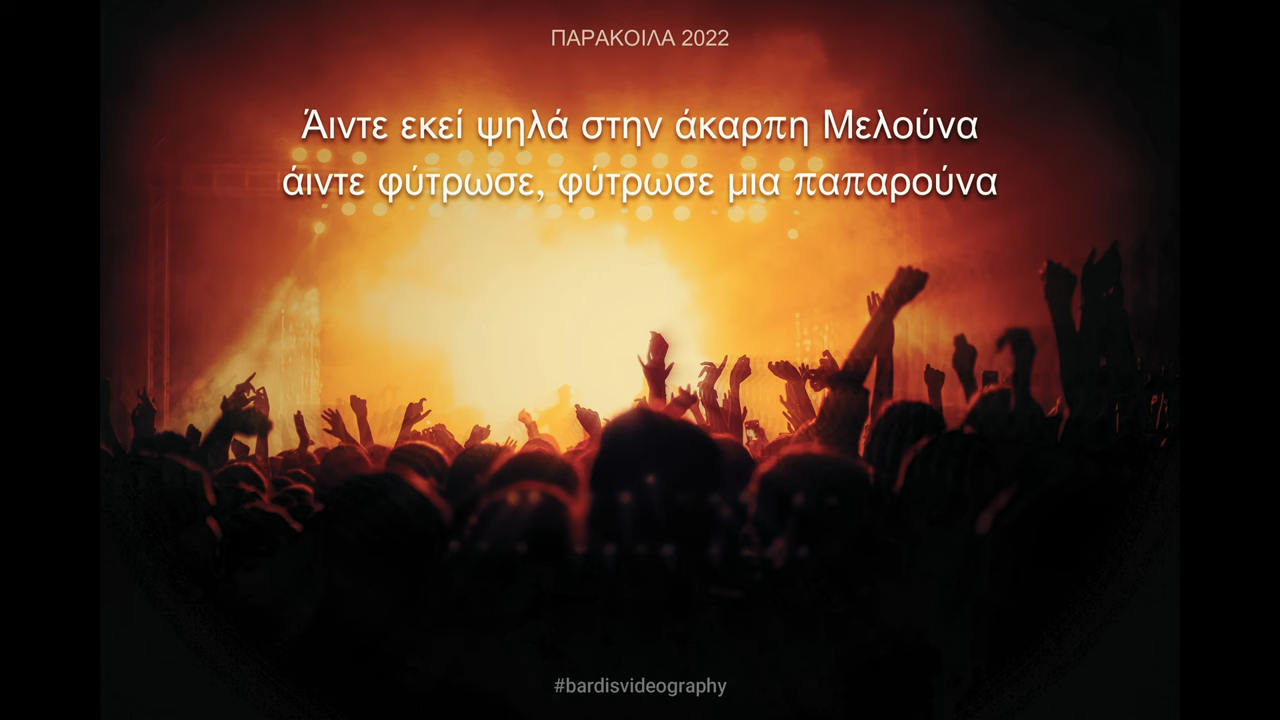 ΠΑΡΑΚΟΙΛΑ 2022
Άιντε εκεί ψηλά στην άκαρπη Μελούνα
άιντε φύτρωσε, φύτρωσε μια παπαρούνα
#bardisvideography